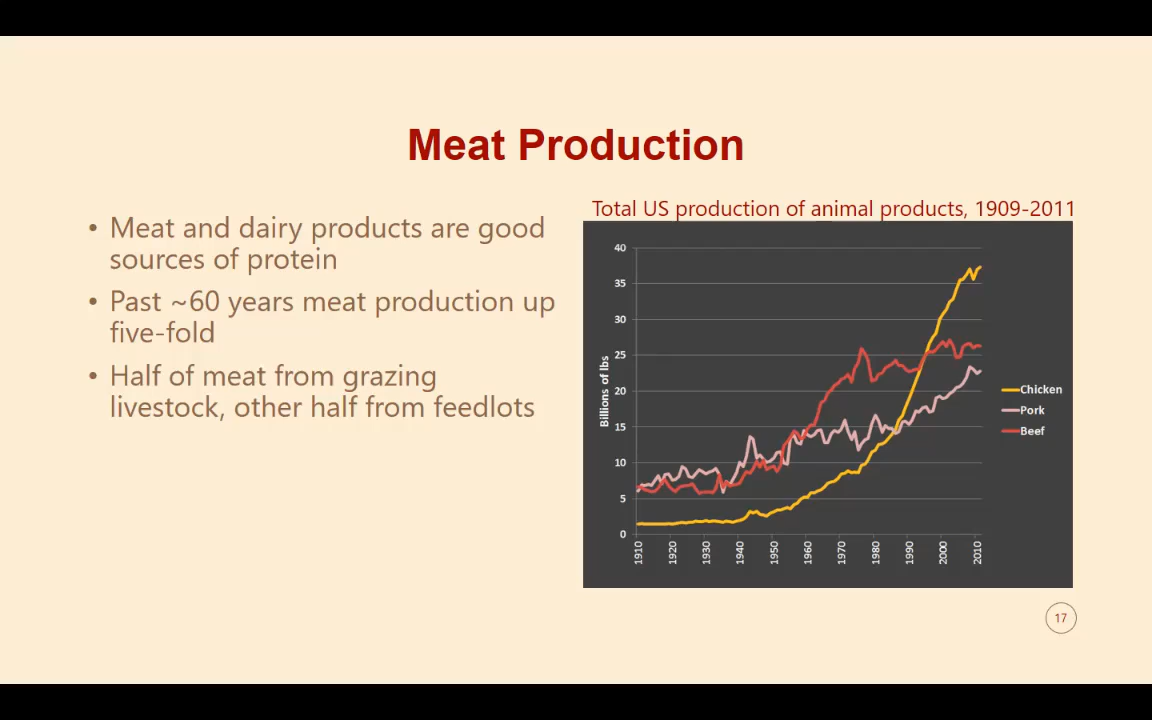 Meat Production
• Meat and dairy products are good
sources of protein
• Past ~60 years meat production up
five-fold
• Half of meat from grazing
livestock, other half from feedlots
Total US production of animal products, 1909-2011
Billions of lbs
40
35
30
25
20
15
10
5
0
1910
1920
1930
1940
1950
1960
1970
1980
1990
2000
2010
Chicken
Pork
Beef
17